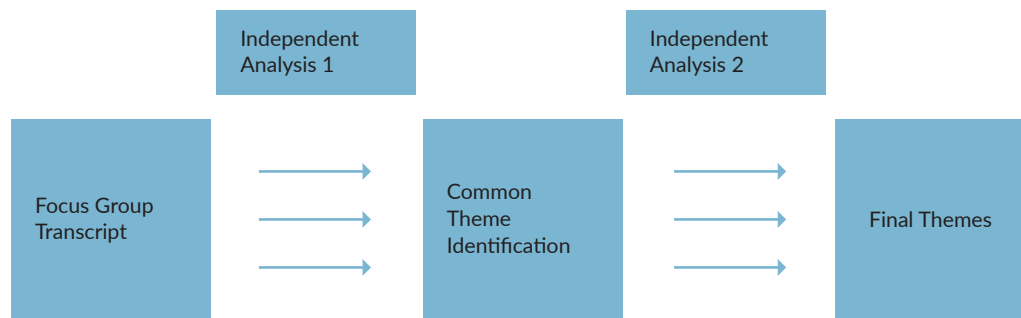 Independent
Analysis 1
Independent
Analysis 2
Focus Group
Transcript
Common
Theme
Identification
Final Themes